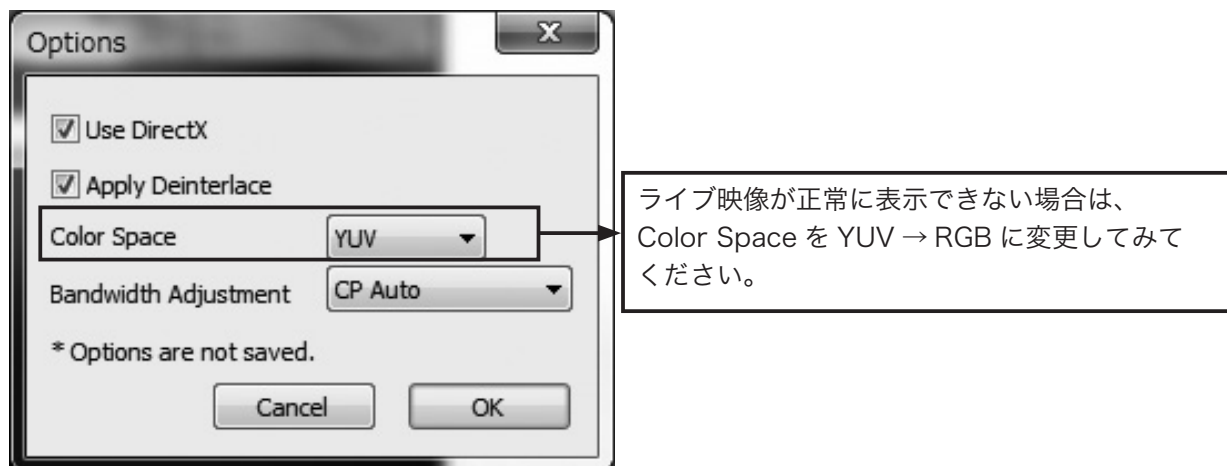 Options
Use DirectX
Apply Deinterlace
Color Space YUV
Bandwidth Adjustment CP Auto
* Options are not saved.
Cancel OK
ライブ映像が正常に表示できない場合は、
Color Space を YUV → RGB に変更してみて
ください。